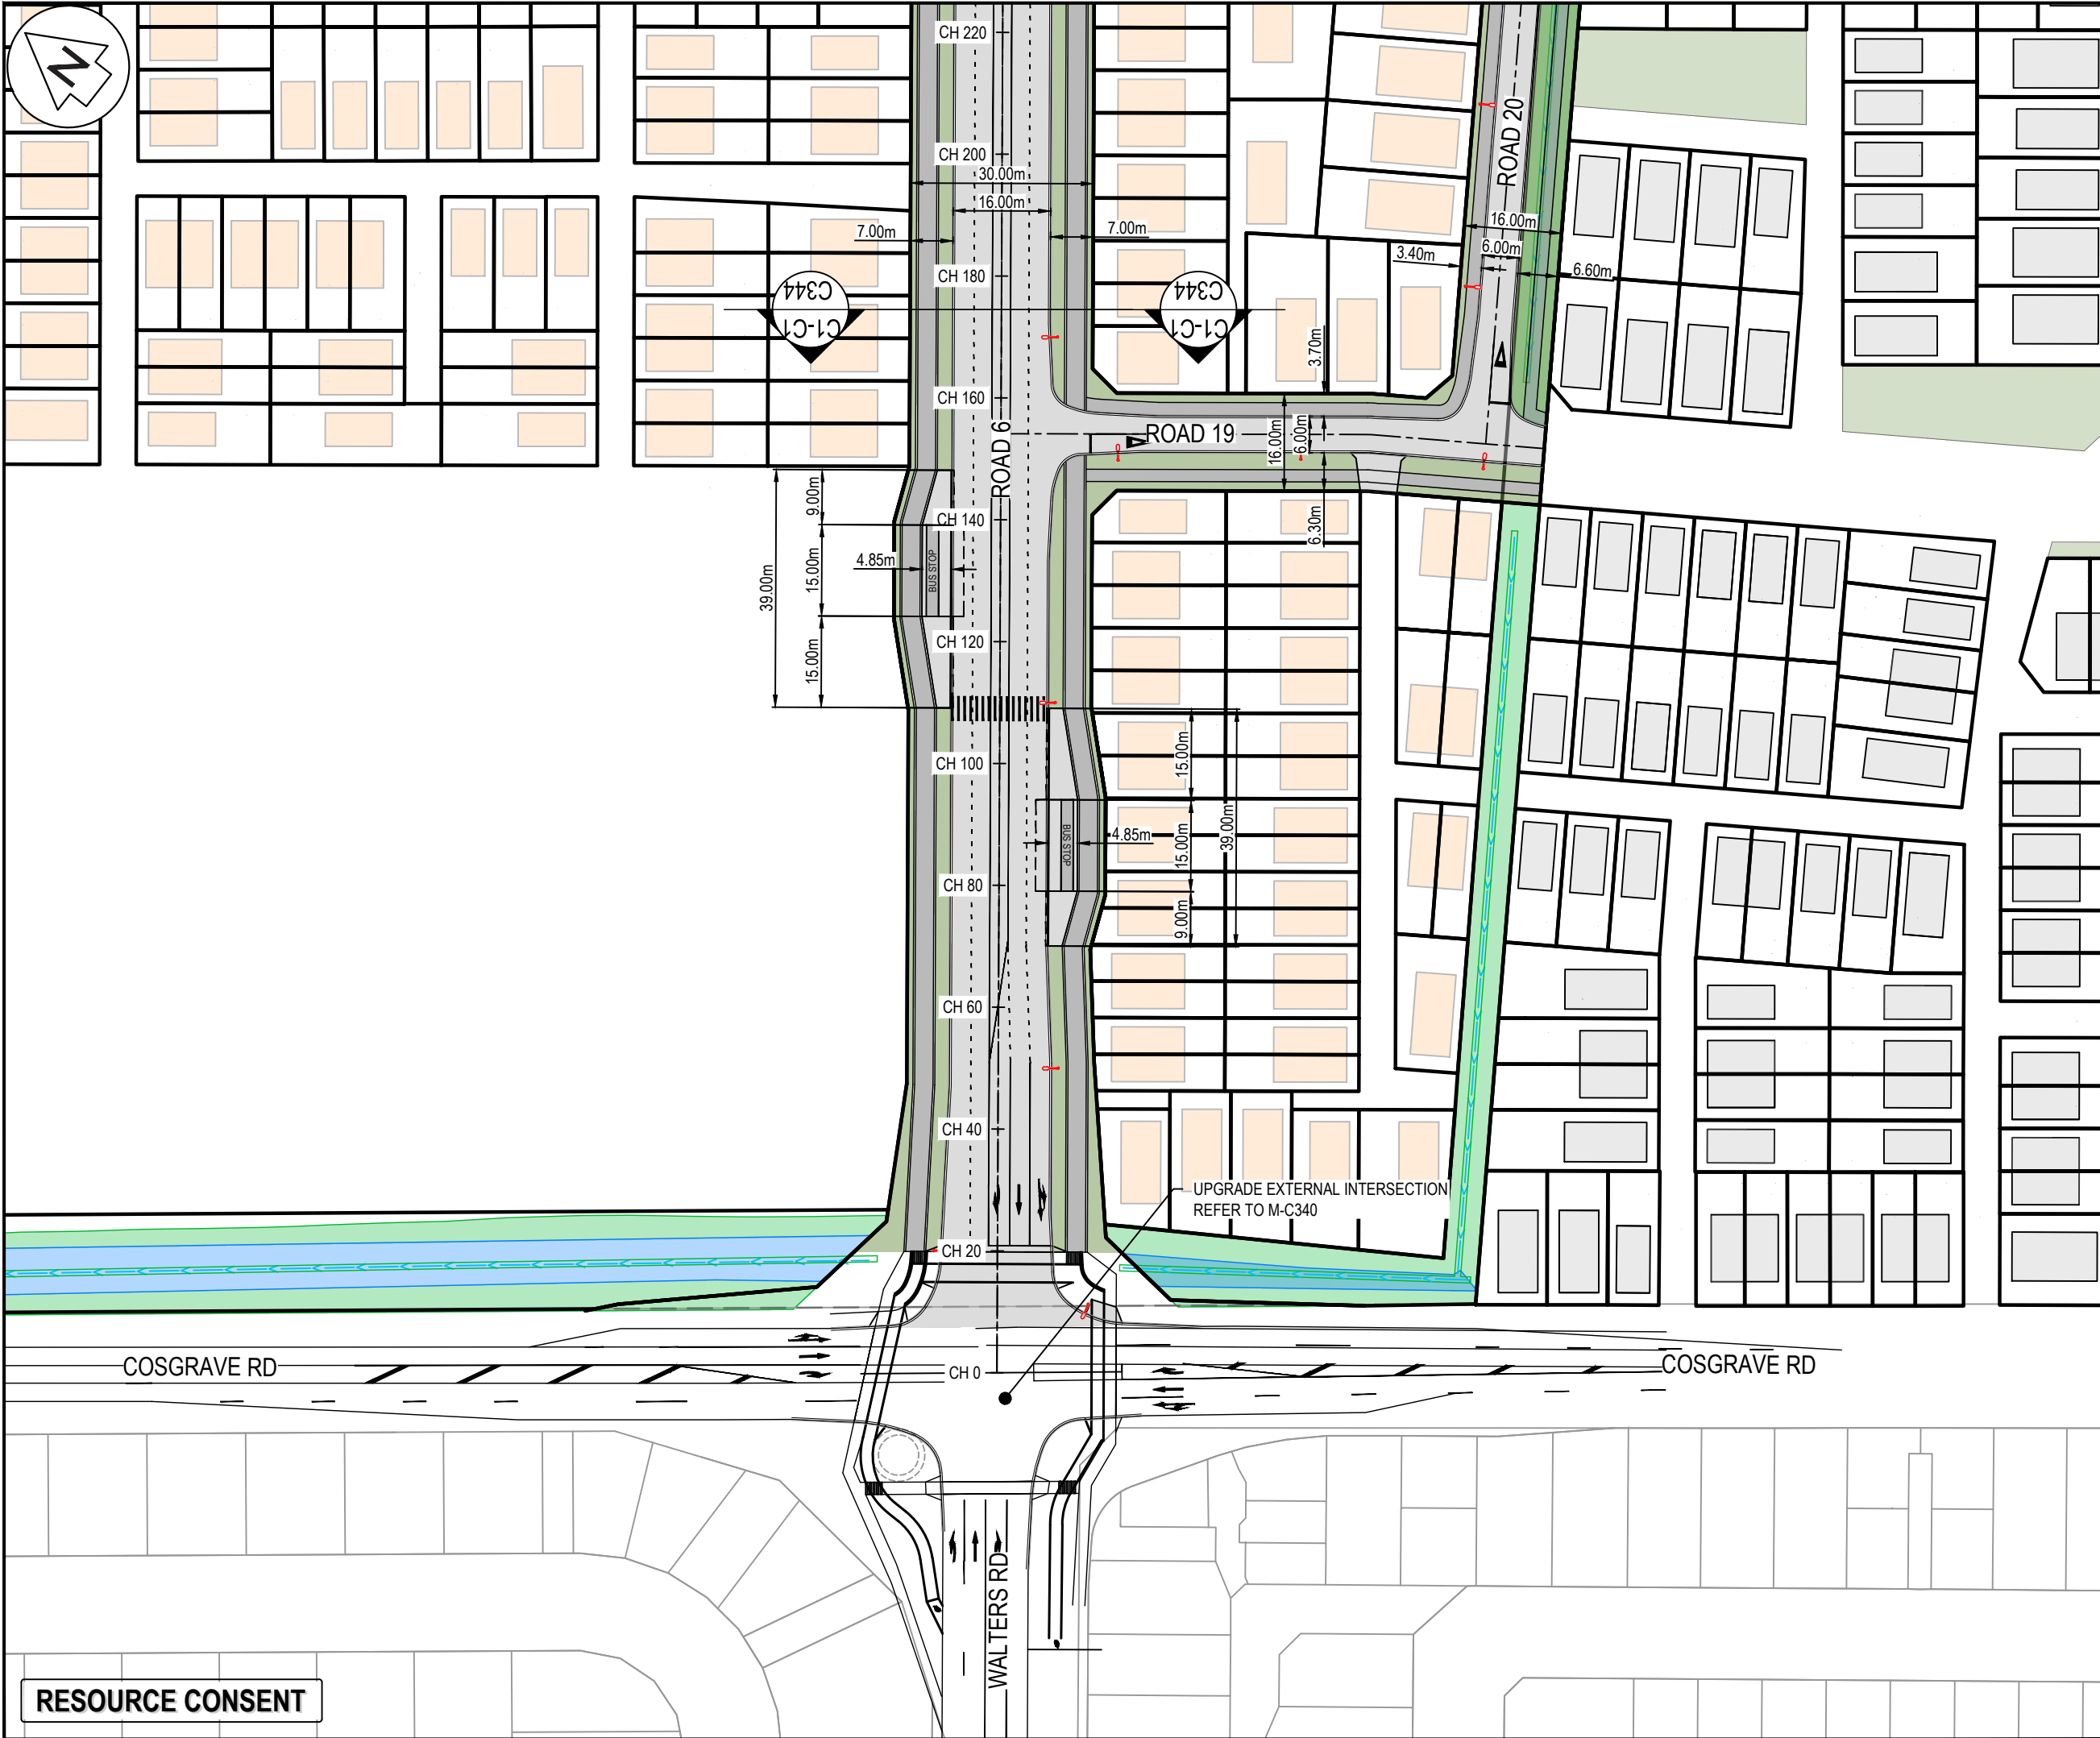 N
CH 220
CH 200
30.00m
16.00m
7.00m
7.00m
CH 180
C344
C1-C1
C344
C1-C1
ROAD 20
16.00m
6.00m
3.40m
6.60m
3.70m
CH 160
ROAD 6
ROAD 19
16.00m
6.00m
6.30m
CH 140
9.00m
15.00m
39.00m
15.00m
4.85m
BUS STOP
CH 120
CH 100
15.00m
39.00m
15.00m
4.85m
BUS STOP
9.00m
CH 80
CH 60
CH 40
UPGRADE EXTERNAL INTERSECTION
REFER TO M-C340
CH 20
COSGRAVE RD
CH 0
COSGRAVE RD
WALTERS RD
RESOURCE CONSENT